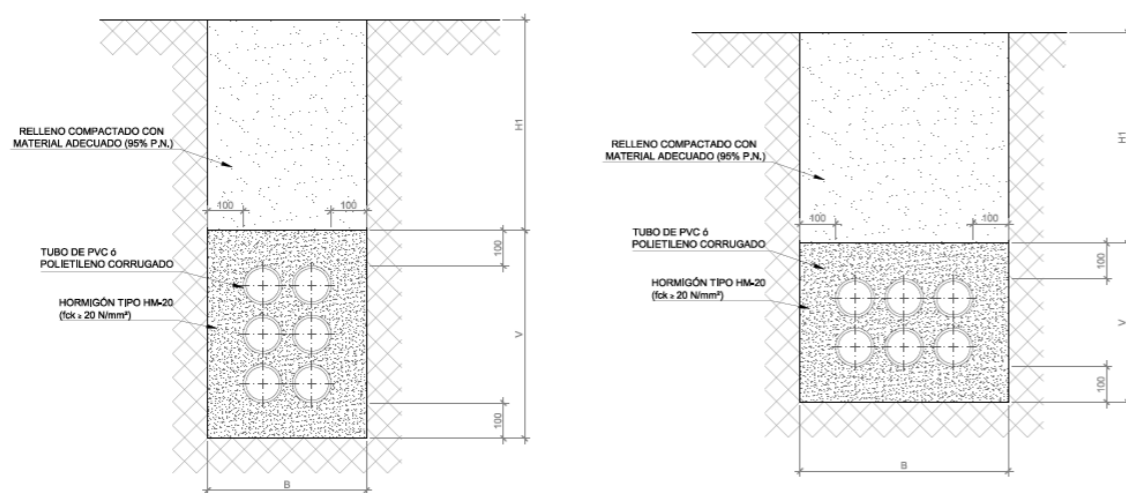 H1
RELLENO COMPACTADO CON
MATERIAL ADECUADO (95% P.N.)
100
100
TUBO DE PVC ó
POLIETILENO CORRUGADO
100
HORMIGÓN TIPO HM-20
(fck ≥ 20 N/mm²)
V
100
B
H1
RELLENO COMPACTADO CON
MATERIAL ADECUADO (95% P.N.)
100
100
TUBO DE PVC ó
POLIETILENO CORRUGADO
100
HORMIGÓN TIPO HM-20
(fck ≥ 20 N/mm²)
V
100
B